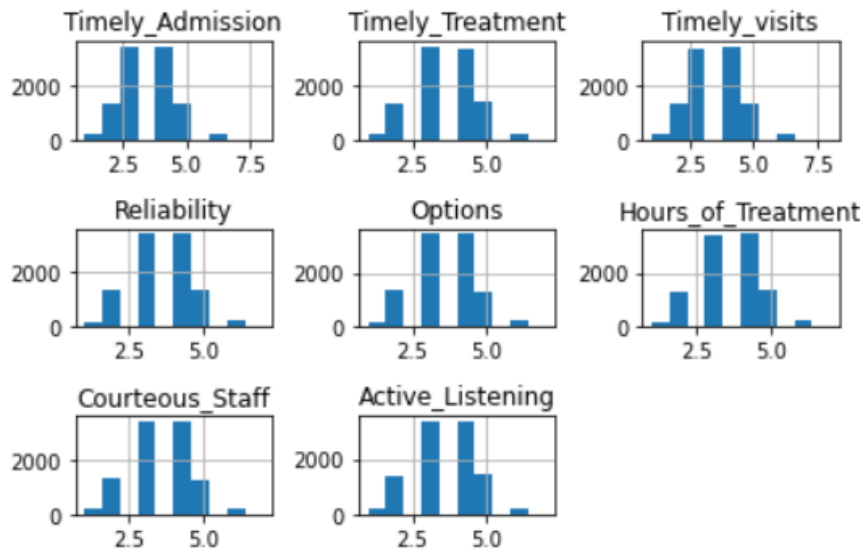 Timely_Admission Timely_Treatment Timely_visits
2000 2000 2000
0 0 0
2.5 5.0 7.5 2.5 5.0 2.5 5.0 7.5
Reliability Options Hours_of_Treatment
2000 2000 2000
0 0 0
2.5 5.0 2.5 5.0 2.5 5.0
Courteous_Staff Active_Listening
2000 2000
0 0
2.5 5.0 2.5 5.0